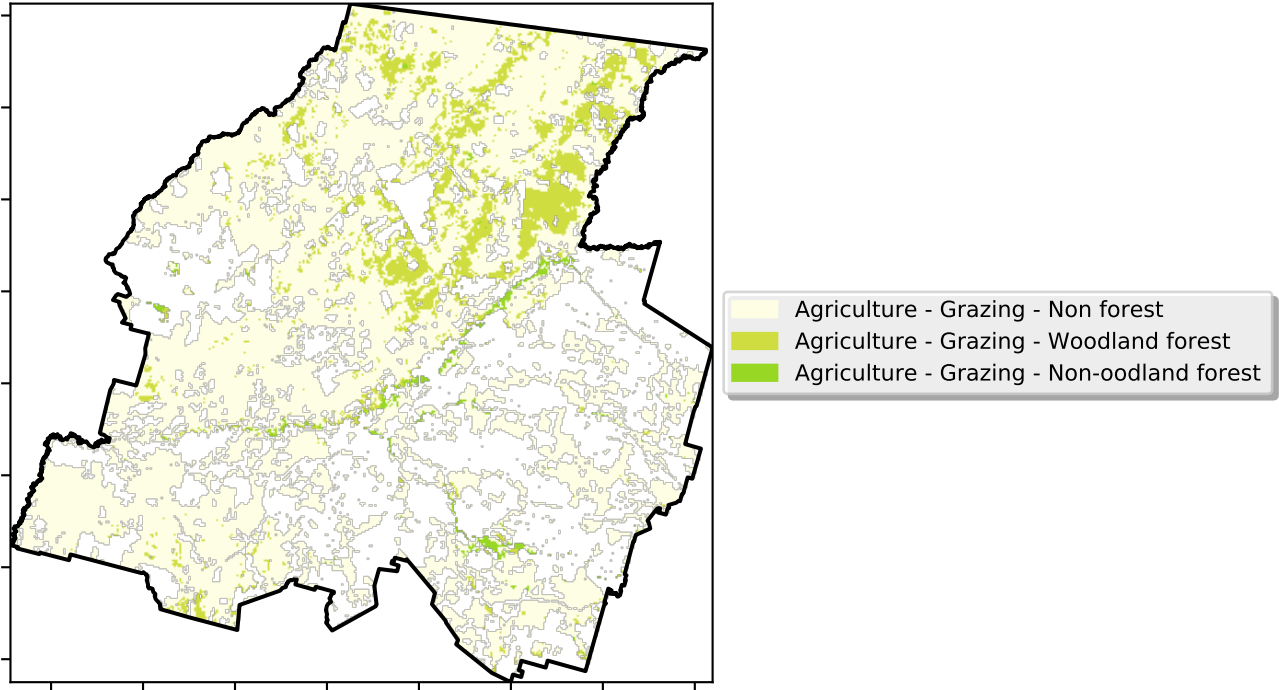 Agriculture - Grazing - Non forest
Agriculture - Grazing - Woodland forest
Agriculture - Grazing - Non-oodland forest